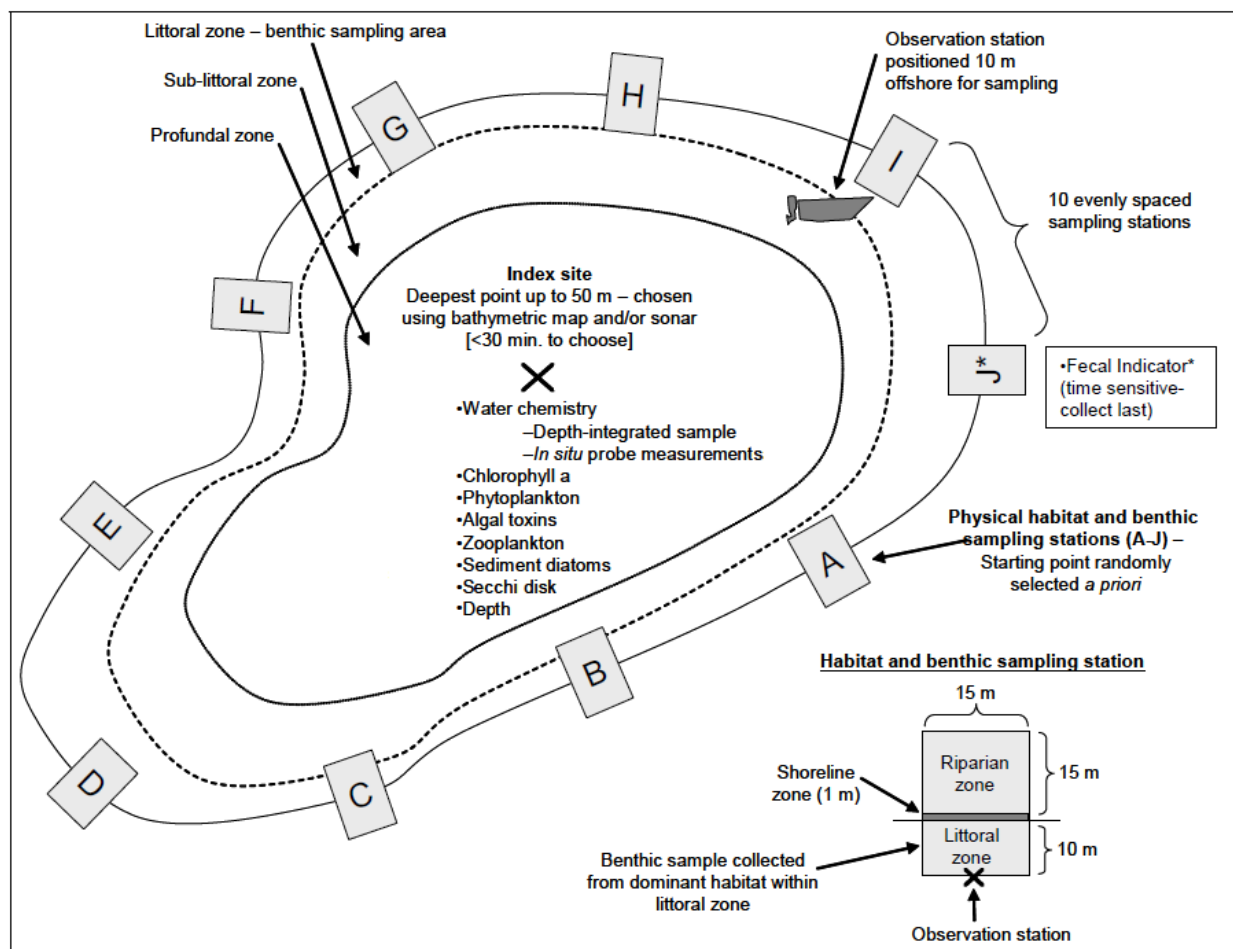 Littoral zone – benthic sampling area
Sub-littoral zone
Profundal zone
Observation station
positioned 10 m
offshore for sampling
G
H
I
F
E
D
C
B
A
J*
10 evenly spaced
sampling stations
Index site
Deepest point up to 50 m – chosen
using bathymetric map and/or sonar
[<30 min. to choose]
•Water chemistry
–Depth-integrated sample
–In situ probe measurements
•Chlorophyll a
•Phytoplankton
•Algal toxins
•Zooplankton
•Sediment diatoms
•Secchi disk
•Depth
•Fecal Indicator*
(time sensitive-
collect last)
Physical habitat and benthic
sampling stations (A-J) –
Starting point randomly
selected a priori
Habitat and benthic sampling station
15 m
Riparian
zone
15 m
Shoreline
zone (1 m)
Littoral
zone
10 m
Benthic sample collected
from dominant habitat within
littoral zone
Observation station